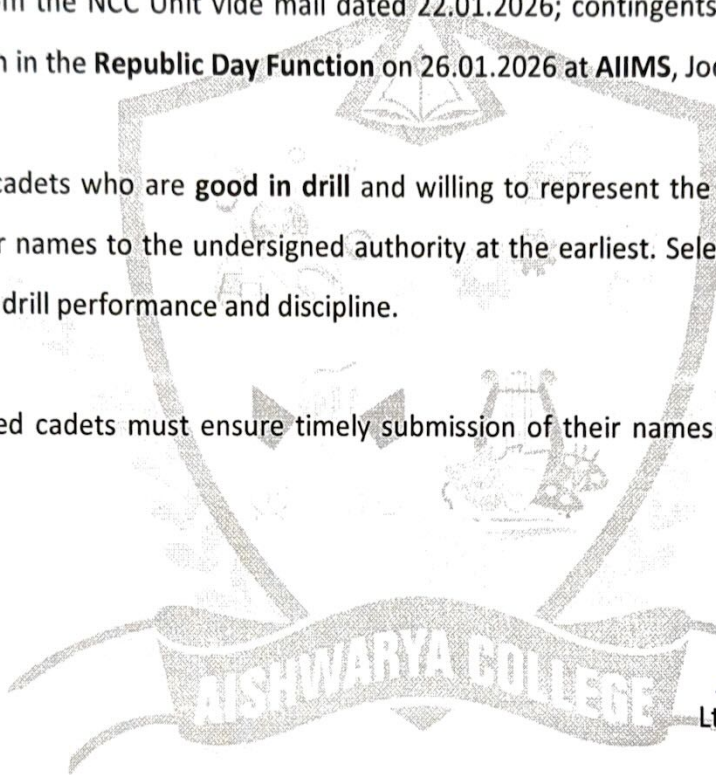 the NCC Unit vide mail dated 22.01.2026; contingents
in the Republic Day Function on 26.01.2026 at AIIMS, Jo
cadets who are good in drill and willing to represent the
r names to the undersigned authority at the earliest. Sele
drill performance and discipline.
ed cadets must ensure timely submission of their names
AISHWARYA COLLEGE
Lt